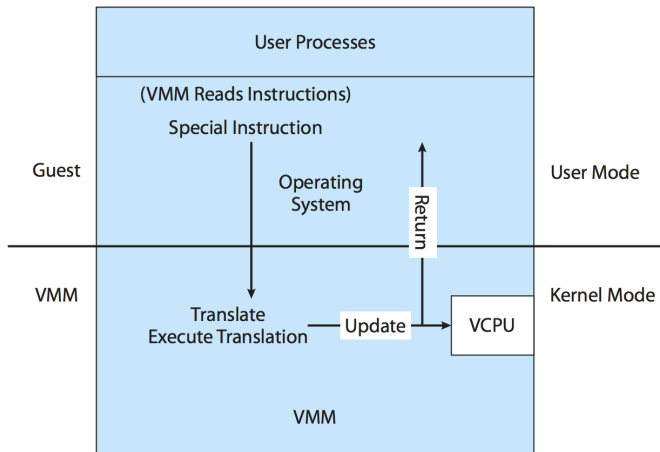 User Processes
(VMM Reads Instructions)
Special Instruction
Guest
Operating
System
Return
User Mode
VMM
Kernel Mode
Translate
Execute Translation
Update
VCPU
VMM